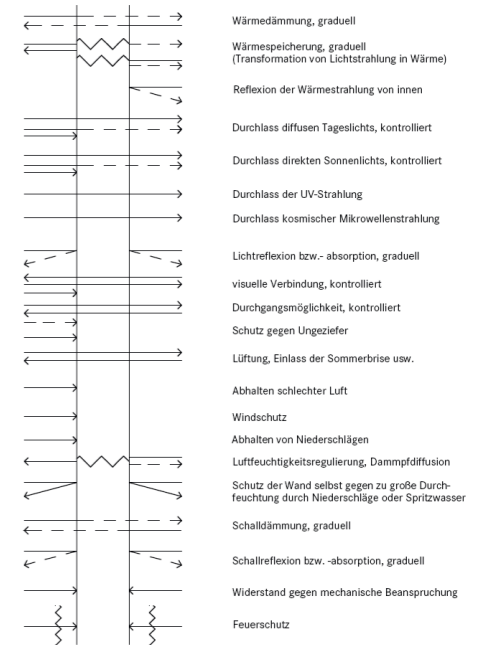 Wärmedämmung, graduell
Wärmespeicherung, graduell
(Transformation von Lichtstrahlung in Wärme)
Reflexion der Wärmestrahlung von innen
Durchlass diffusen Tageslichts, kontrolliert
Durchlass direkten Sonnenlichts, kontrolliert
Durchlass der UV-Strahlung
Durchlass kosmischer Mikrowellenstrahlung
Lichtreflexion bzw.- absorption, graduell
visuelle Verbindung, kontrolliert
Durchgangsmöglichkeit, kontrolliert
Schutz gegen Ungeziefer
Lüftung, Einlass der Sommerbrise usw.
Abhalten schlechter Luft
Windschutz
Abhalten von Niederschlägen
Luftfeuchtigkeitsregulierung, Dammpfdiffusion
Schutz der Wand selbst gegen zu große Durch-
feuchtung durch Niederschläge oder Spritzwasser
Schalldämmung, graduell
Schallreflexion bzw. -absorption, graduell
Widerstand gegen mechanische Beanspruchung
Feuerschutz